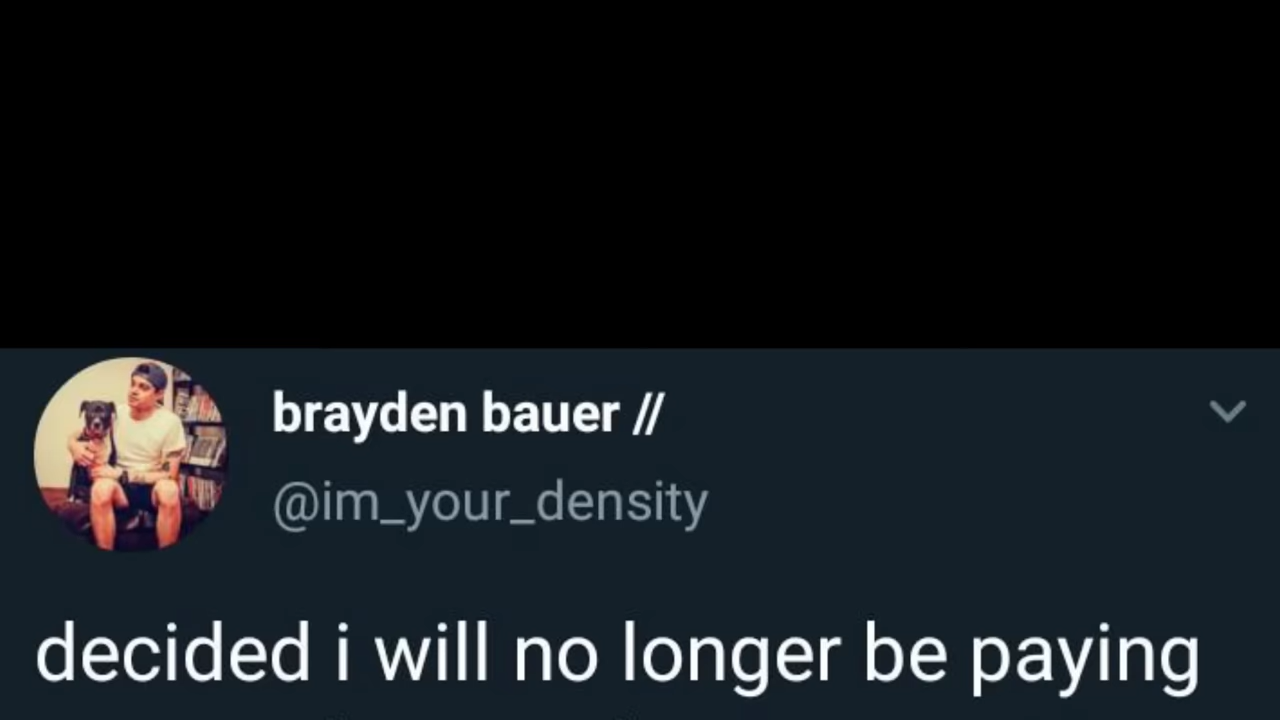 brayden bauer //
@im_your_density
decided i will no longer be paying